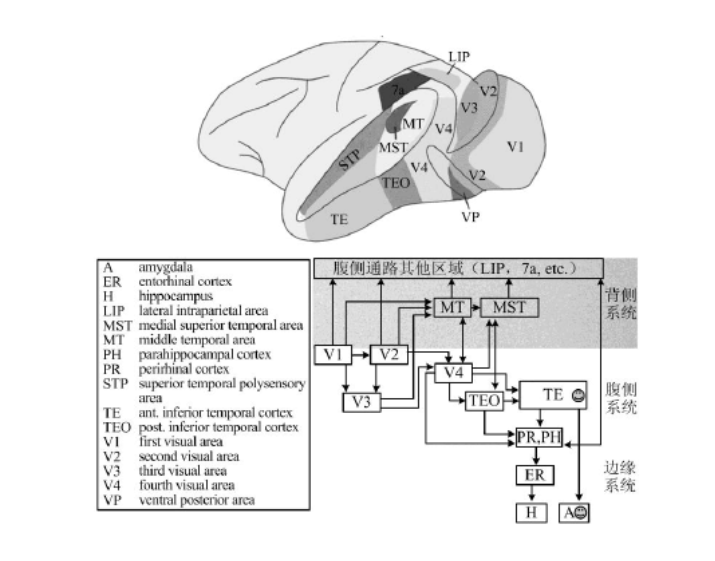 LIP
7a
V2
V3
MT
V4
V1
MST
STP
V4
TEO
V2
TE
VP
A amygdala
ER entorhinal cortex
H hippocampus
LIP lateral intraparietal area
MST medial superior temporal area
MT middle temporal area
PH parahippocampal cortex
PR perirhinal cortex
STP superior temporal polysensory
area
TE ant. inferior temporal cortex
TEO post. inferior temporal cortex
V1 first visual area
V2 second visual area
V3 third visual area
V4 fourth visual area
VP ventral posterior area
腹侧通路其他区域（LIP，7a, etc.）
背侧
系统
MT
MST
V1
V2
V4
V3
TEO
TE
腹侧
系统
PR,PH
ER
边缘
系统
H
A